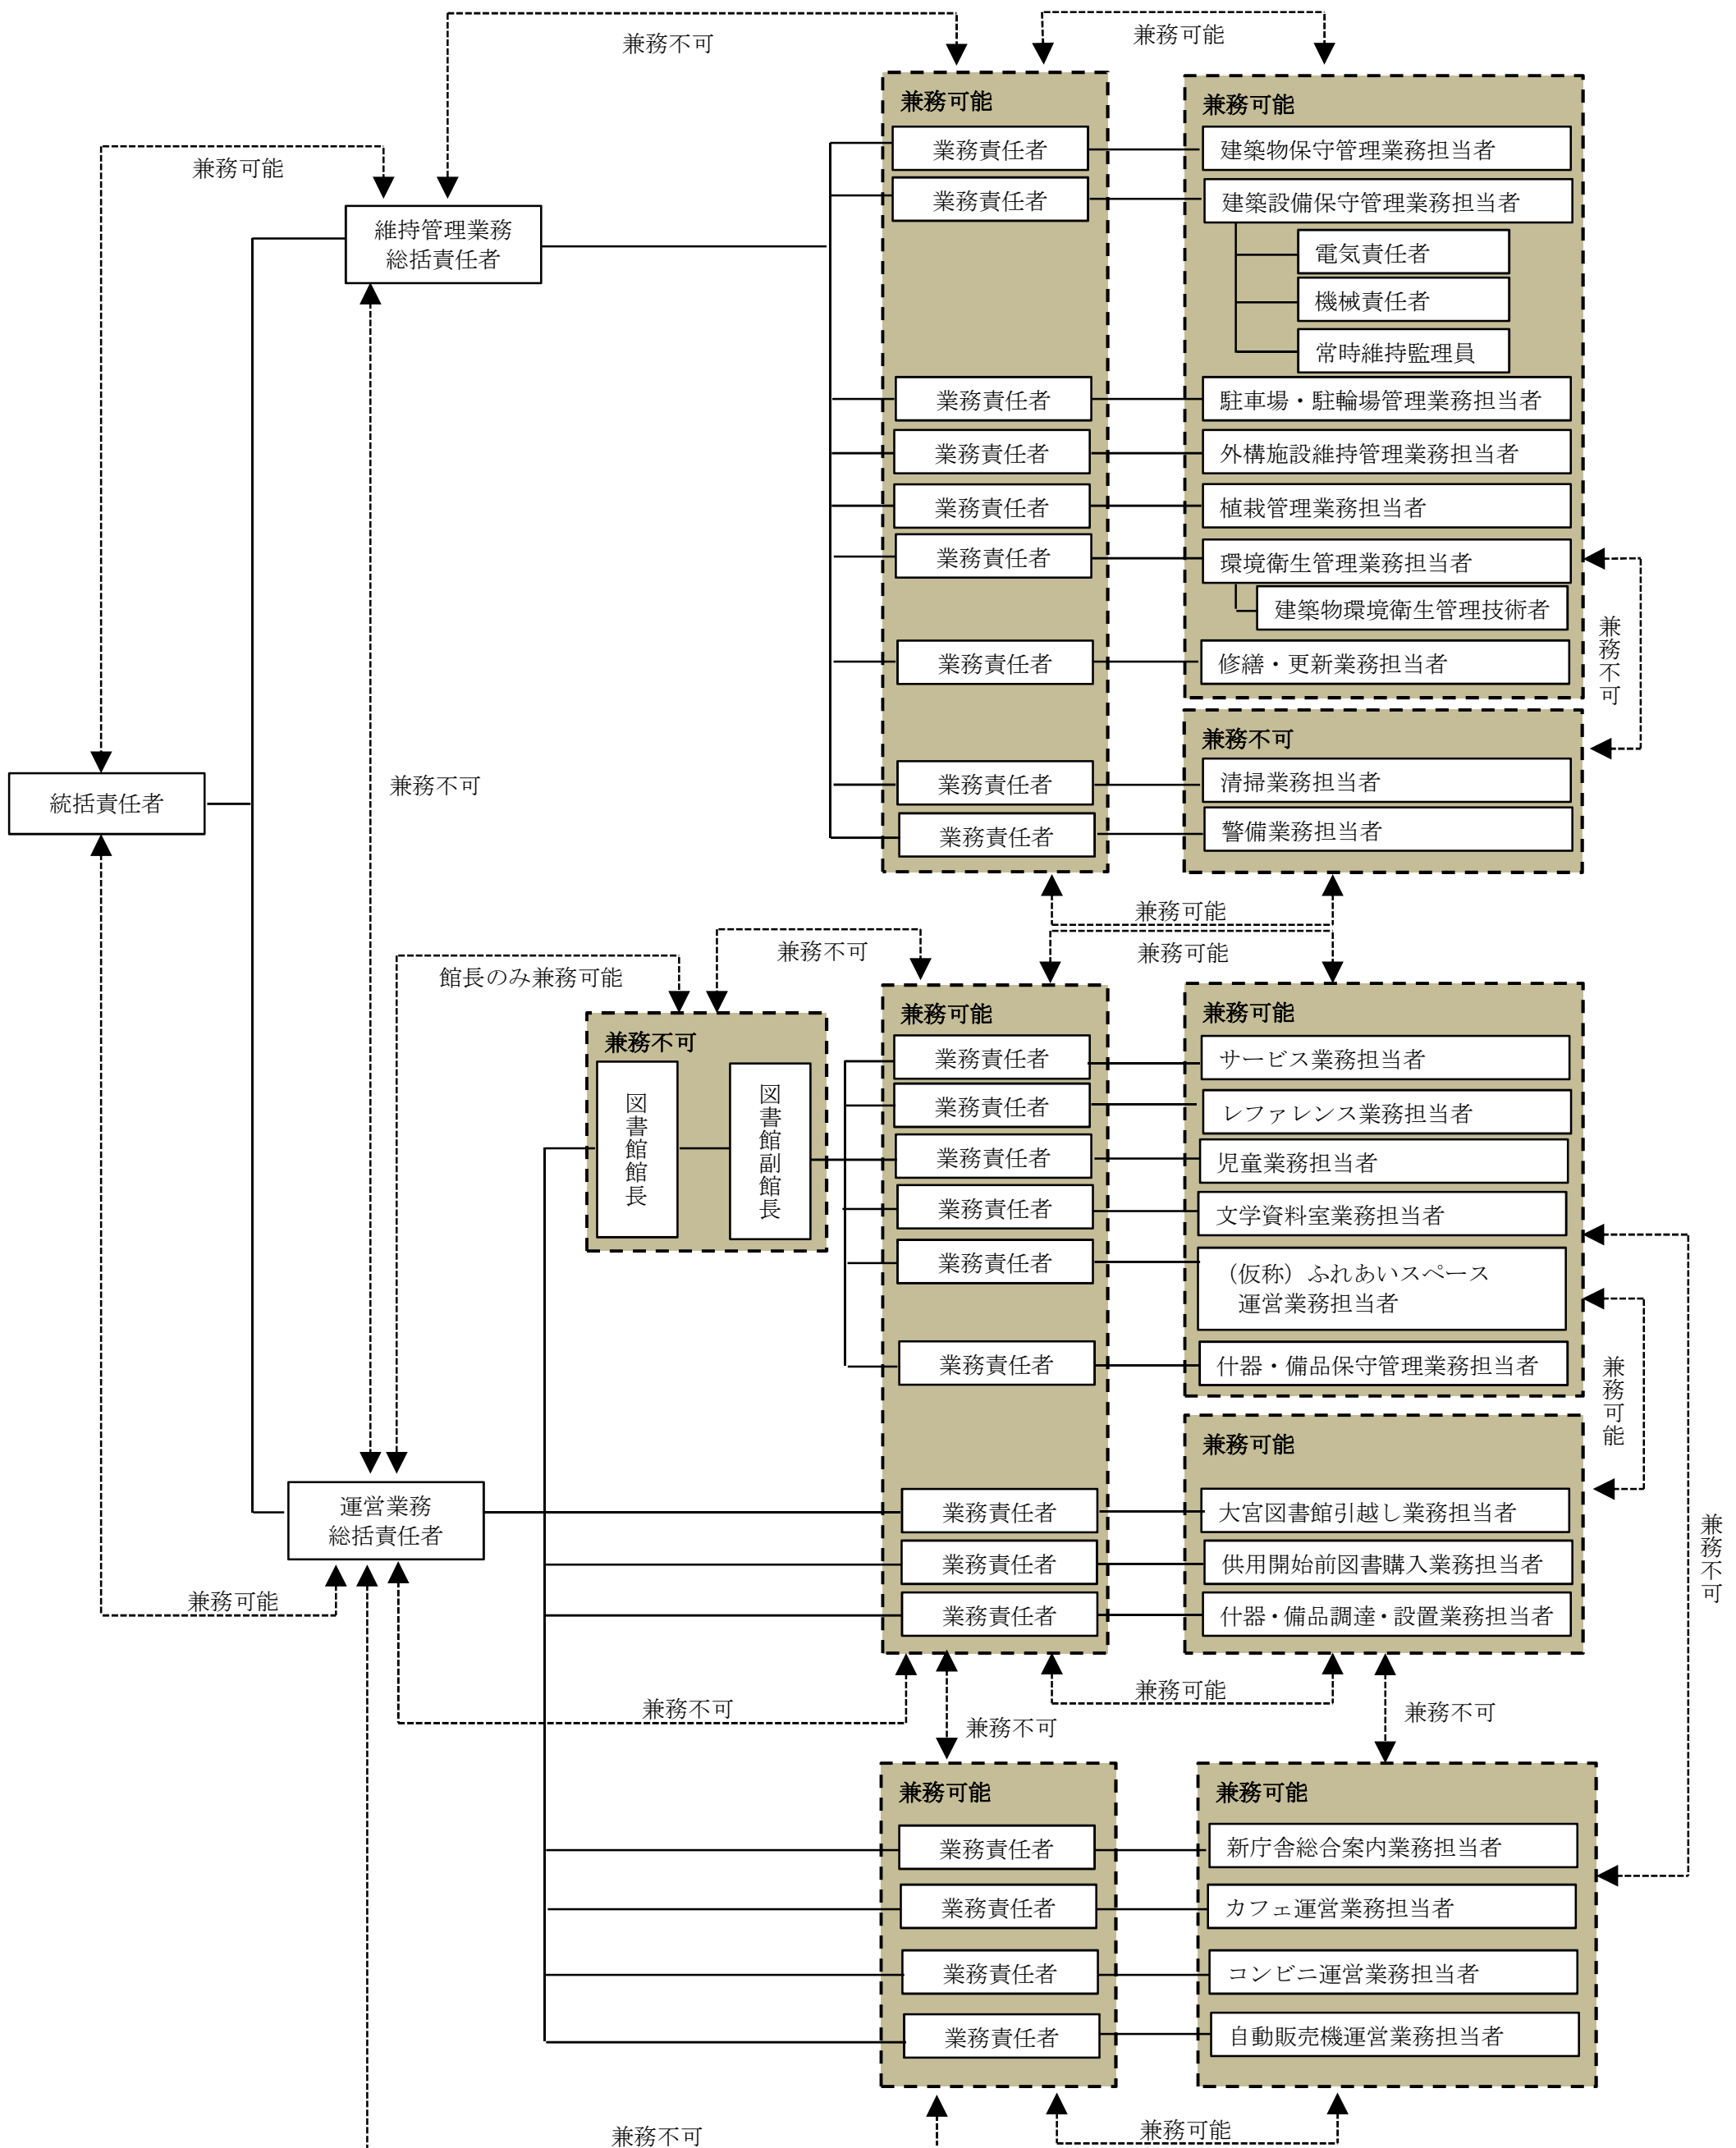 兼務不可
兼務可能
兼務可能
兼務可能
兼務可能
業務責任者
建築物保守管理業務担当者
業務責任者
建築設備保守管理業務担当者
維持管理業務
総括責任者
電気責任者
機械責任者
常時維持監理員
業務責任者
駐車場・駐輪場管理業務担当者
業務責任者
外構施設維持管理業務担当者
業務責任者
植栽管理業務担当者
業務責任者
環境衛生管理業務担当者
建築物環境衛生管理技術者
兼務不可
業務責任者
修繕・更新業務担当者
兼務不可
業務責任者
清掃業務担当者
兼務不可
統括責任者
業務責任者
警備業務担当者
兼務可能
兼務不可
兼務可能
館長のみ兼務可能
兼務可能
兼務可能
兼務不可
業務責任者
サービス業務担当者
図書館館長
図書館副館長
業務責任者
レファレンス業務担当者
業務責任者
児童業務担当者
業務責任者
文学資料室業務担当者
業務責任者
（仮称）ふれあいスペース
運営業務担当者
業務責任者
什器・備品保守管理業務担当者
兼務可能
兼務可能
運営業務
総括責任者
業務責任者
大宮図書館引越し業務担当者
兼務不可
業務責任者
供用開始前図書購入業務担当者
兼務可能
業務責任者
什器・備品調達・設置業務担当者
兼務不可
兼務可能
兼務不可
兼務不可
兼務可能
兼務可能
業務責任者
新庁舎総合案内業務担当者
業務責任者
カフェ運営業務担当者
業務責任者
コンビニ運営業務担当者
業務責任者
自動販売機運営業務担当者
兼務不可
兼務可能